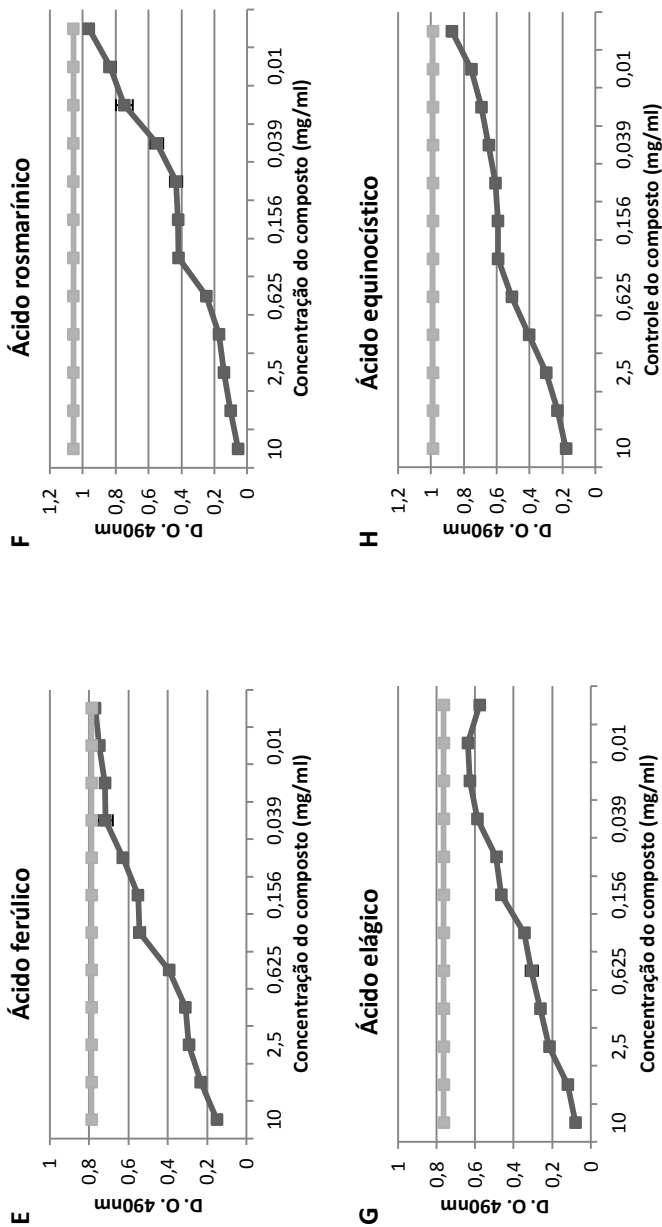 E
Ácido ferúlico
1
0,8
0,6
0,4
0,2
0
D. O. 490nm
10 2,5 0,625 0,156 0,039 0,01
Concentração do composto (mg/ml)
F
Ácido rosmarínico
1,2
1
0,8
0,6
0,4
0,2
0
D. O. 490nm
10 2,5 0,625 0,156 0,039 0,01
Concentração do composto (mg/ml)
G
Ácido elágico
1
0,8
0,6
0,4
0,2
0
D. O. 490nm
10 2,5 0,625 0,156 0,039 0,01
Concentração do composto (mg/ml)
H
Ácido equinocístico
1,2
1
0,8
0,6
0,4
0,2
0
D. O. 490nm
10 2,5 0,625 0,156 0,039 0,01
Controle do composto (mg/ml)